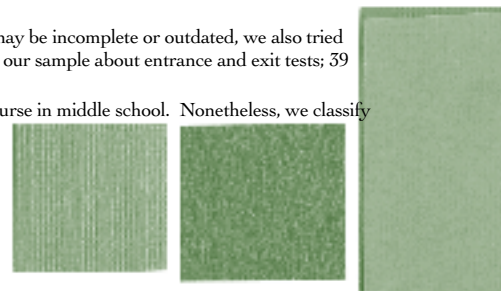 may be incomplete or outdated, we also tried
our sample about entrance and exit tests; 39
urse in middle school. Nonetheless, we classify